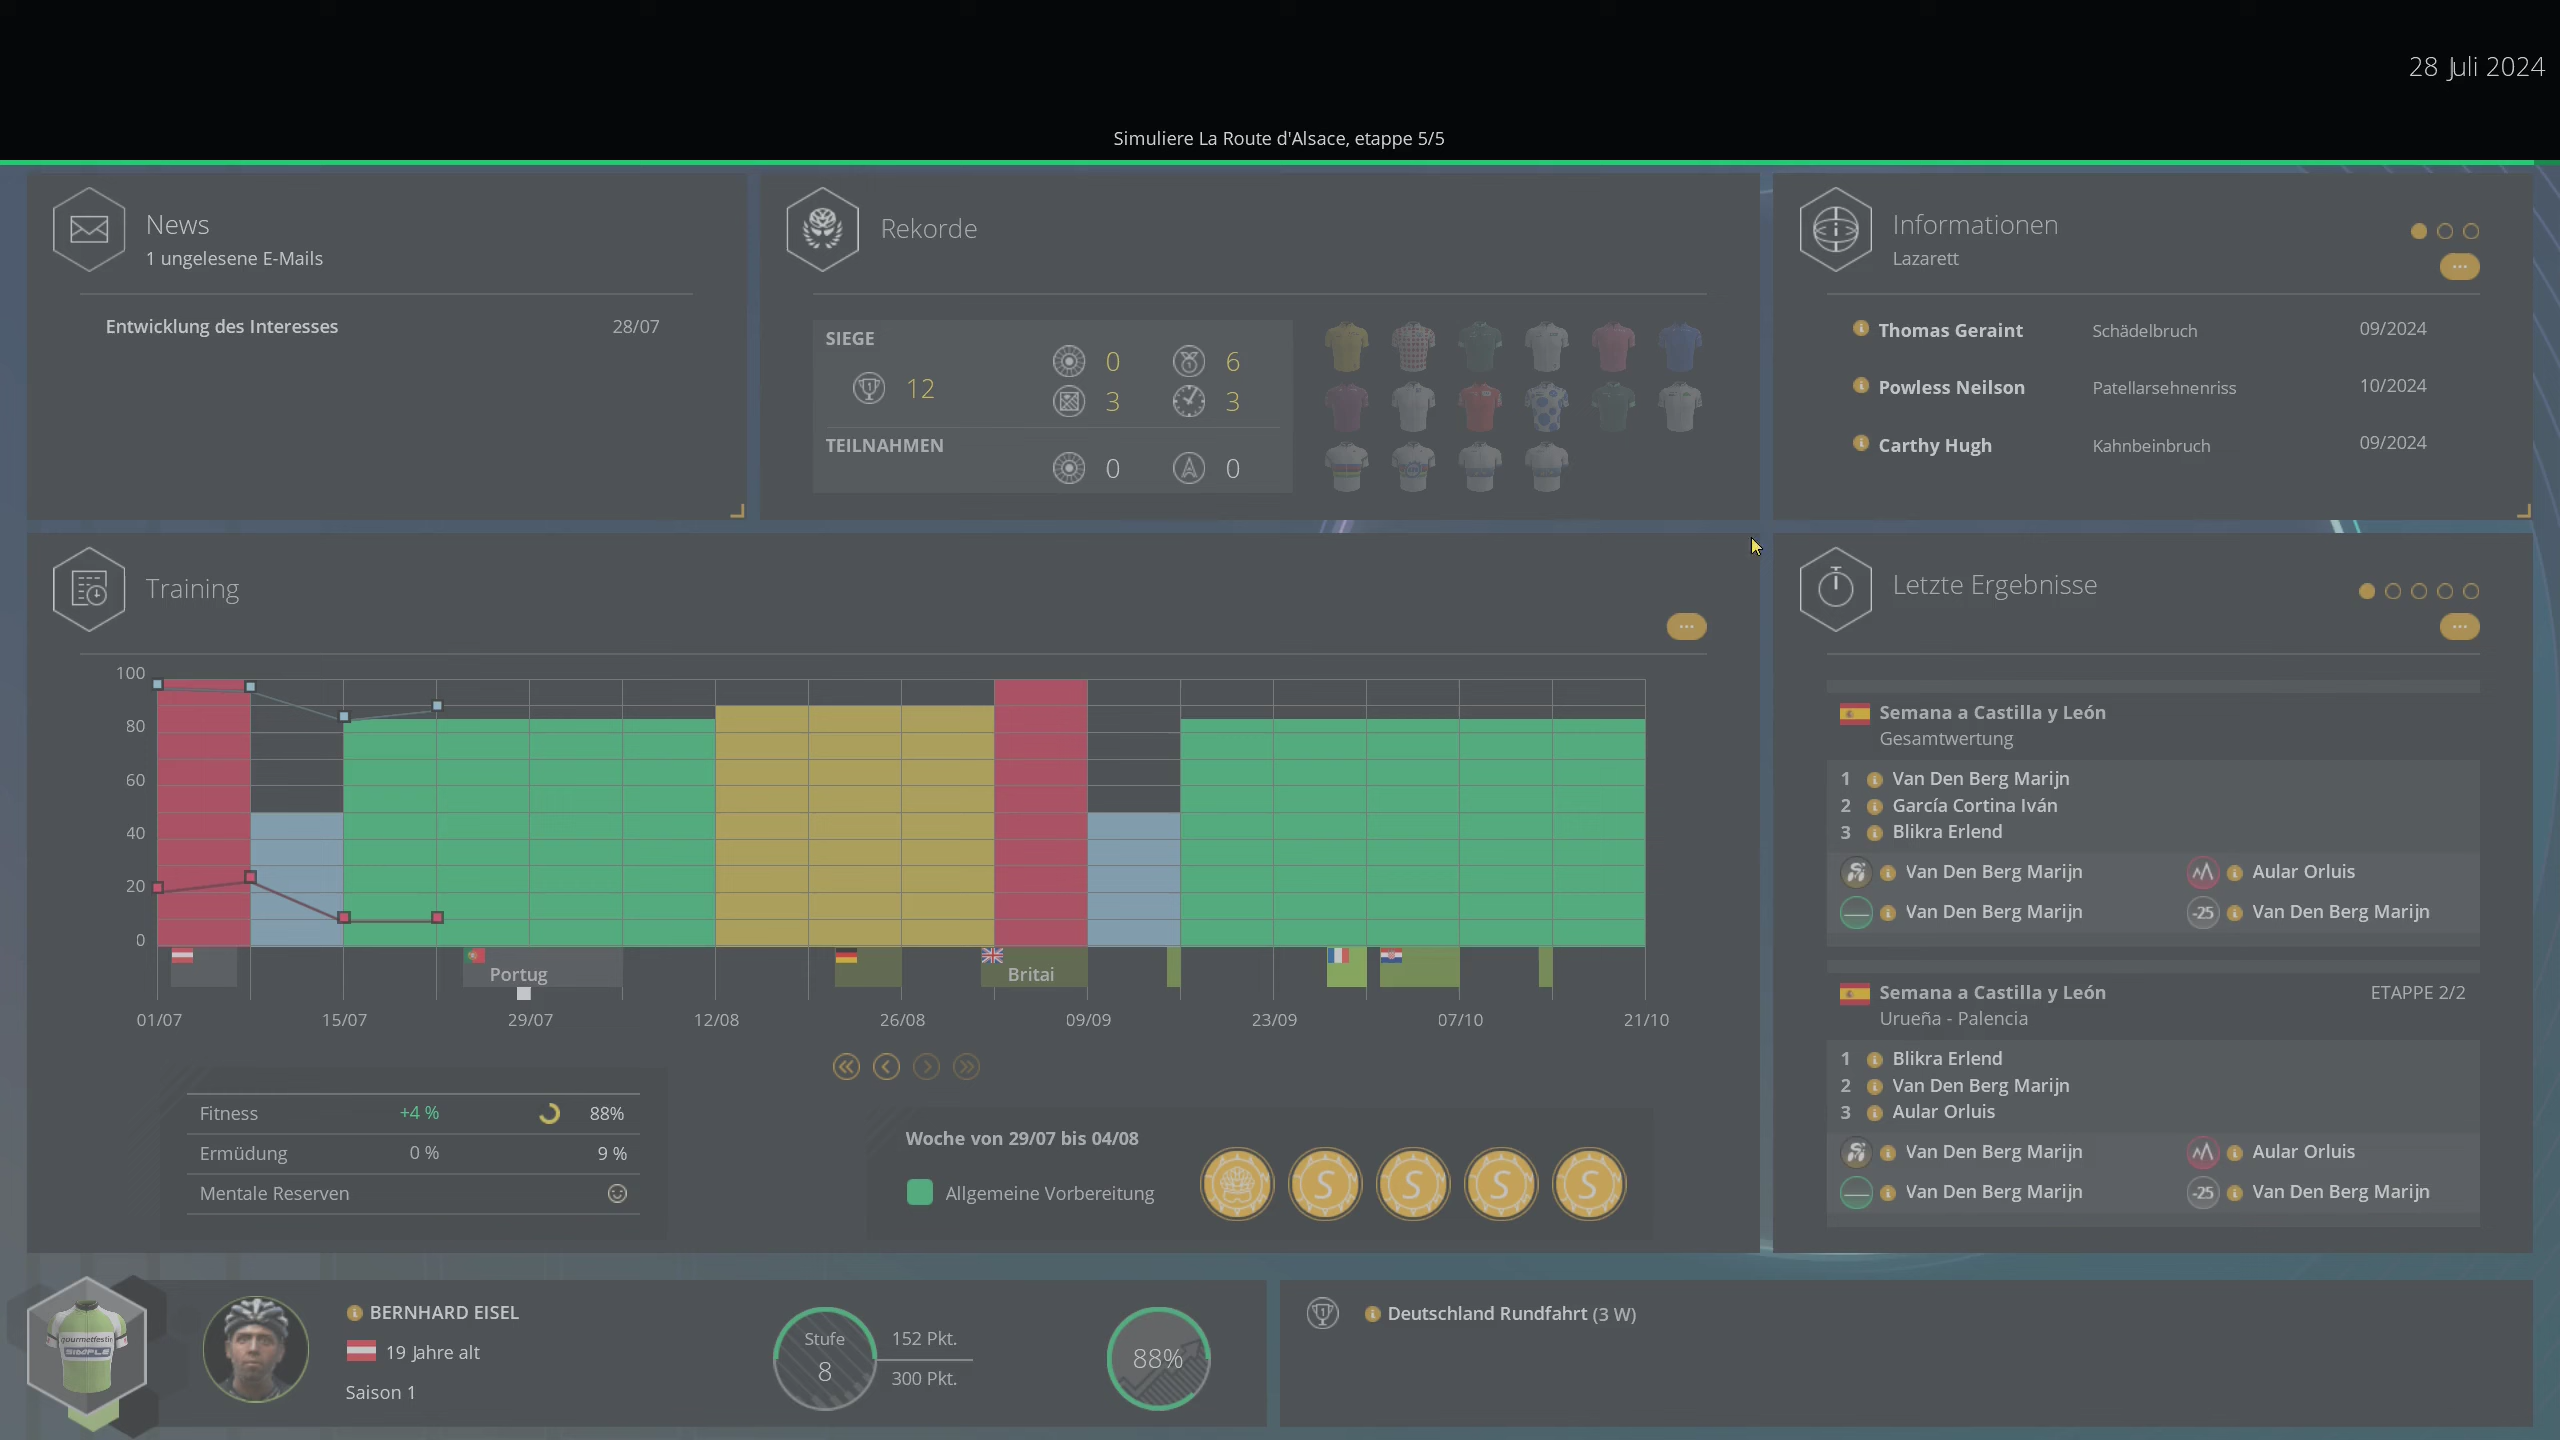 28 Juli 2024
Simuliere La Route d'Alsace, etappe 5/5
News
1 ungelesene E-Mails
Entwicklung des Interesses 28/07
Rekorde
SIEGE
12
0 6
3 3
TEILNAHMEN
0 0
Informationen
Lazarett
Thomas Geraint Schädelbruch 09/2024
Powless Neilson Patellarsehnenriss 10/2024
Carthy Hugh Kahnbeinbruch 09/2024
Training
100
80
60
40
20
0
Portug
Britai
01/07 15/07 29/07 12/08 26/08 09/09 23/09 07/10 21/10
Fitness +4 % 88%
Ermüdung 0 % 9 %
Mentale Reserven
Woche von 29/07 bis 04/08
Allgemeine Vorbereitung
S S S S
Letzte Ergebnisse
Semana a Castilla y León
Gesamtwertung
1 Van Den Berg Marijn
2 García Cortina Iván
3 Blikra Erlend
Van Den Berg Marijn Aular Orluis
Van Den Berg Marijn -25 Van Den Berg Marijn
Semana a Castilla y León ETAPPE 2/2
Urueña - Palencia
1 Blikra Erlend
2 Van Den Berg Marijn
3 Aular Orluis
Van Den Berg Marijn Aular Orluis
Van Den Berg Marijn -25 Van Den Berg Marijn
BERNHARD EISEL
19 Jahre alt
Saison 1
Stufe
8
152 Pkt.
300 Pkt.
88%
Deutschland Rundfahrt (3 W)